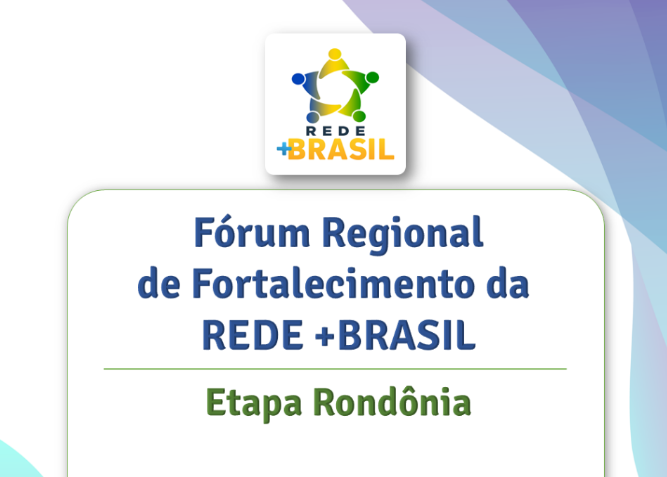 REDE
+BRASIL
Fórum Regional
de Fortalecimento da
REDE +BRASIL
Etapa Rondônia